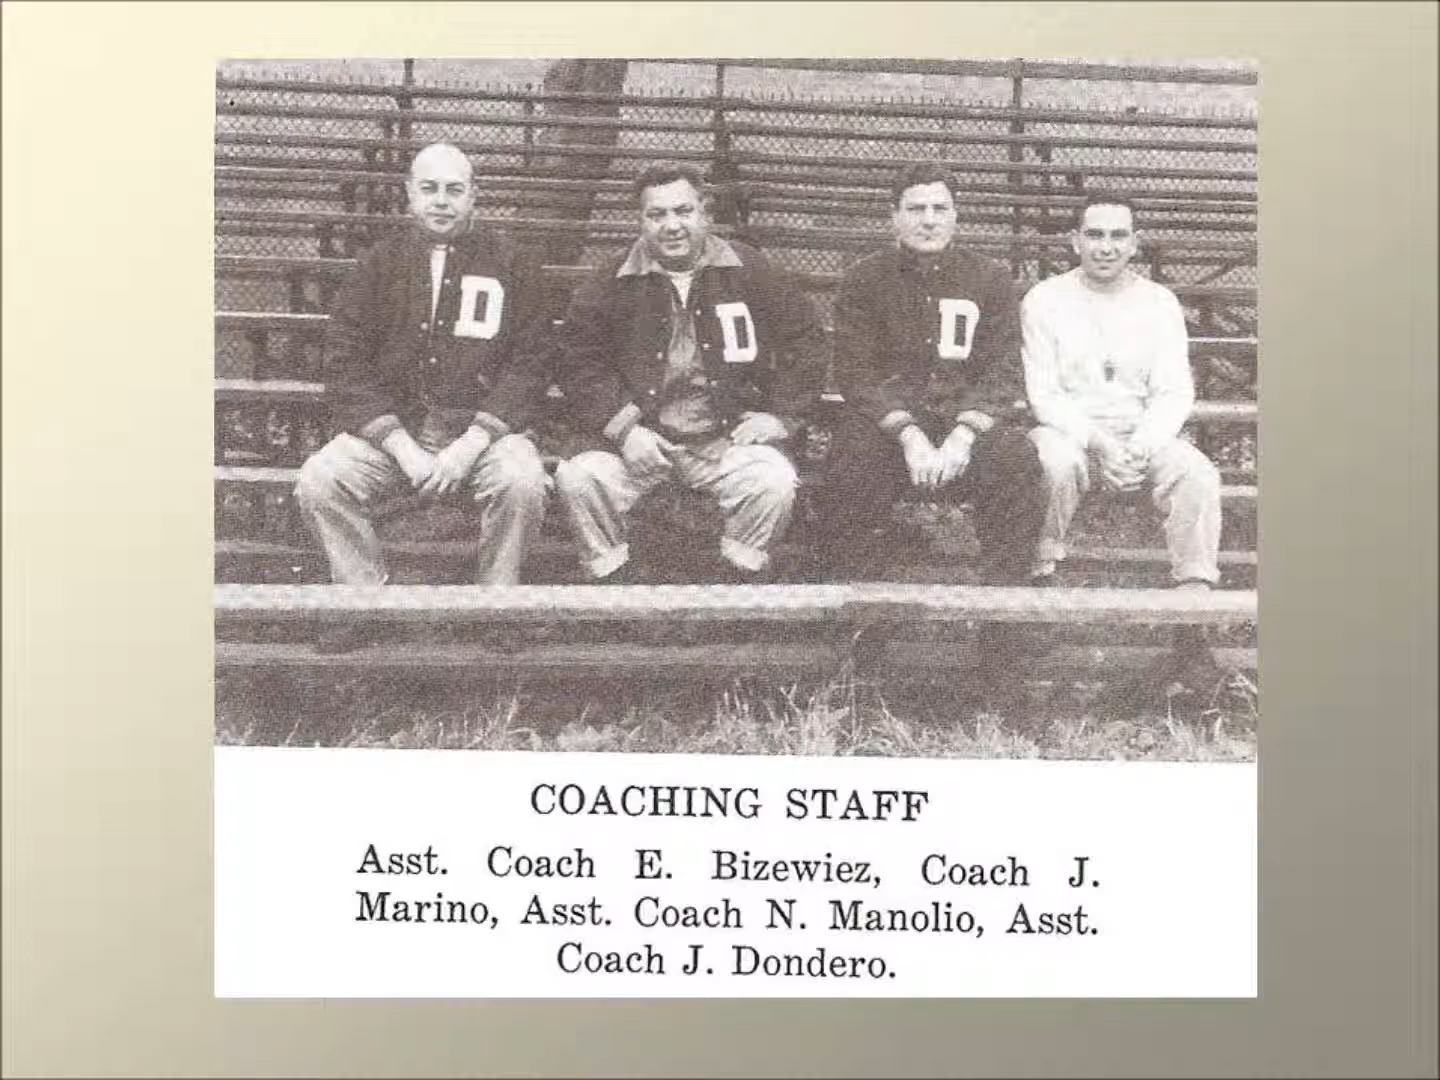 D D D
COACHING STAFF
Asst. Coach E. Bizewiez, Coach J.
Marino, Asst. Coach N. Manolio, Asst.
Coach J. Dondero.